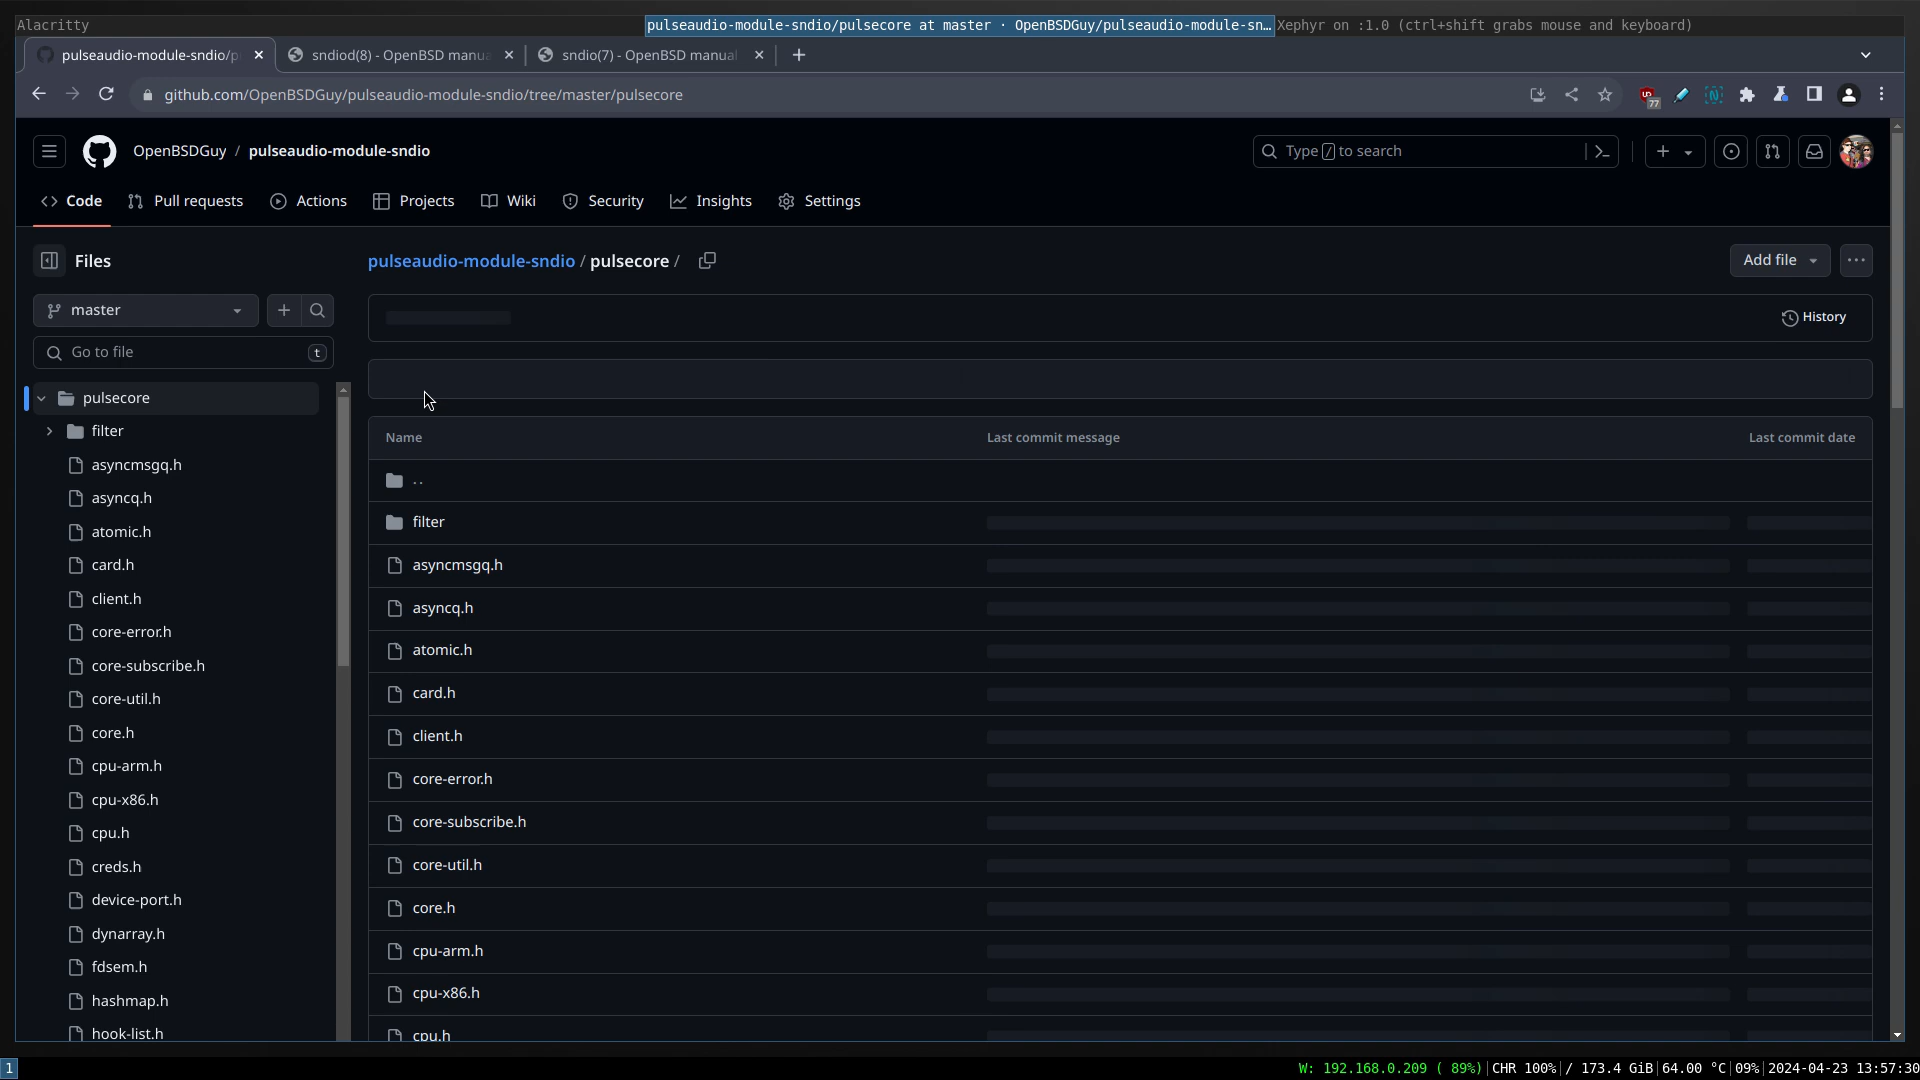 Alacritty
pulseaudio-module-sndio/pulsecore at master · OpenBSDGuy/pulseaudio-module-sn…
Xephyr on :1.0 (ctrl+shift grabs mouse and keyboard)
pulseaudio-module-sndio/p
sndiod(8) - OpenBSD manua
sndio(7) - OpenBSD manual
github.com/OpenBSDGuy/pulseaudio-module-sndio/tree/master/pulsecore
77
OpenBSDGuy / pulseaudio-module-sndio
Type / to search
Code
Pull requests
Actions
Projects
Wiki
Security
Insights
Settings
Files
pulseaudio-module-sndio / pulsecore /
Add file
master
History
Go to file
t
pulsecore
filter
asyncmsgq.h
asyncq.h
atomic.h
card.h
client.h
core-error.h
core-subscribe.h
core-util.h
core.h
cpu-arm.h
cpu-x86.h
cpu.h
creds.h
device-port.h
dynarray.h
fdsem.h
hashmap.h
hook-list.h
Name
Last commit message
Last commit date
..
filter
asyncmsgq.h
asyncq.h
atomic.h
card.h
client.h
core-error.h
core-subscribe.h
core-util.h
core.h
cpu-arm.h
cpu-x86.h
cpu.h
1
W: 192.168.0.209 ( 89%)|CHR 100%|/ 173.4 GiB|64.00 °C|09%|2024-04-23 13:57:30